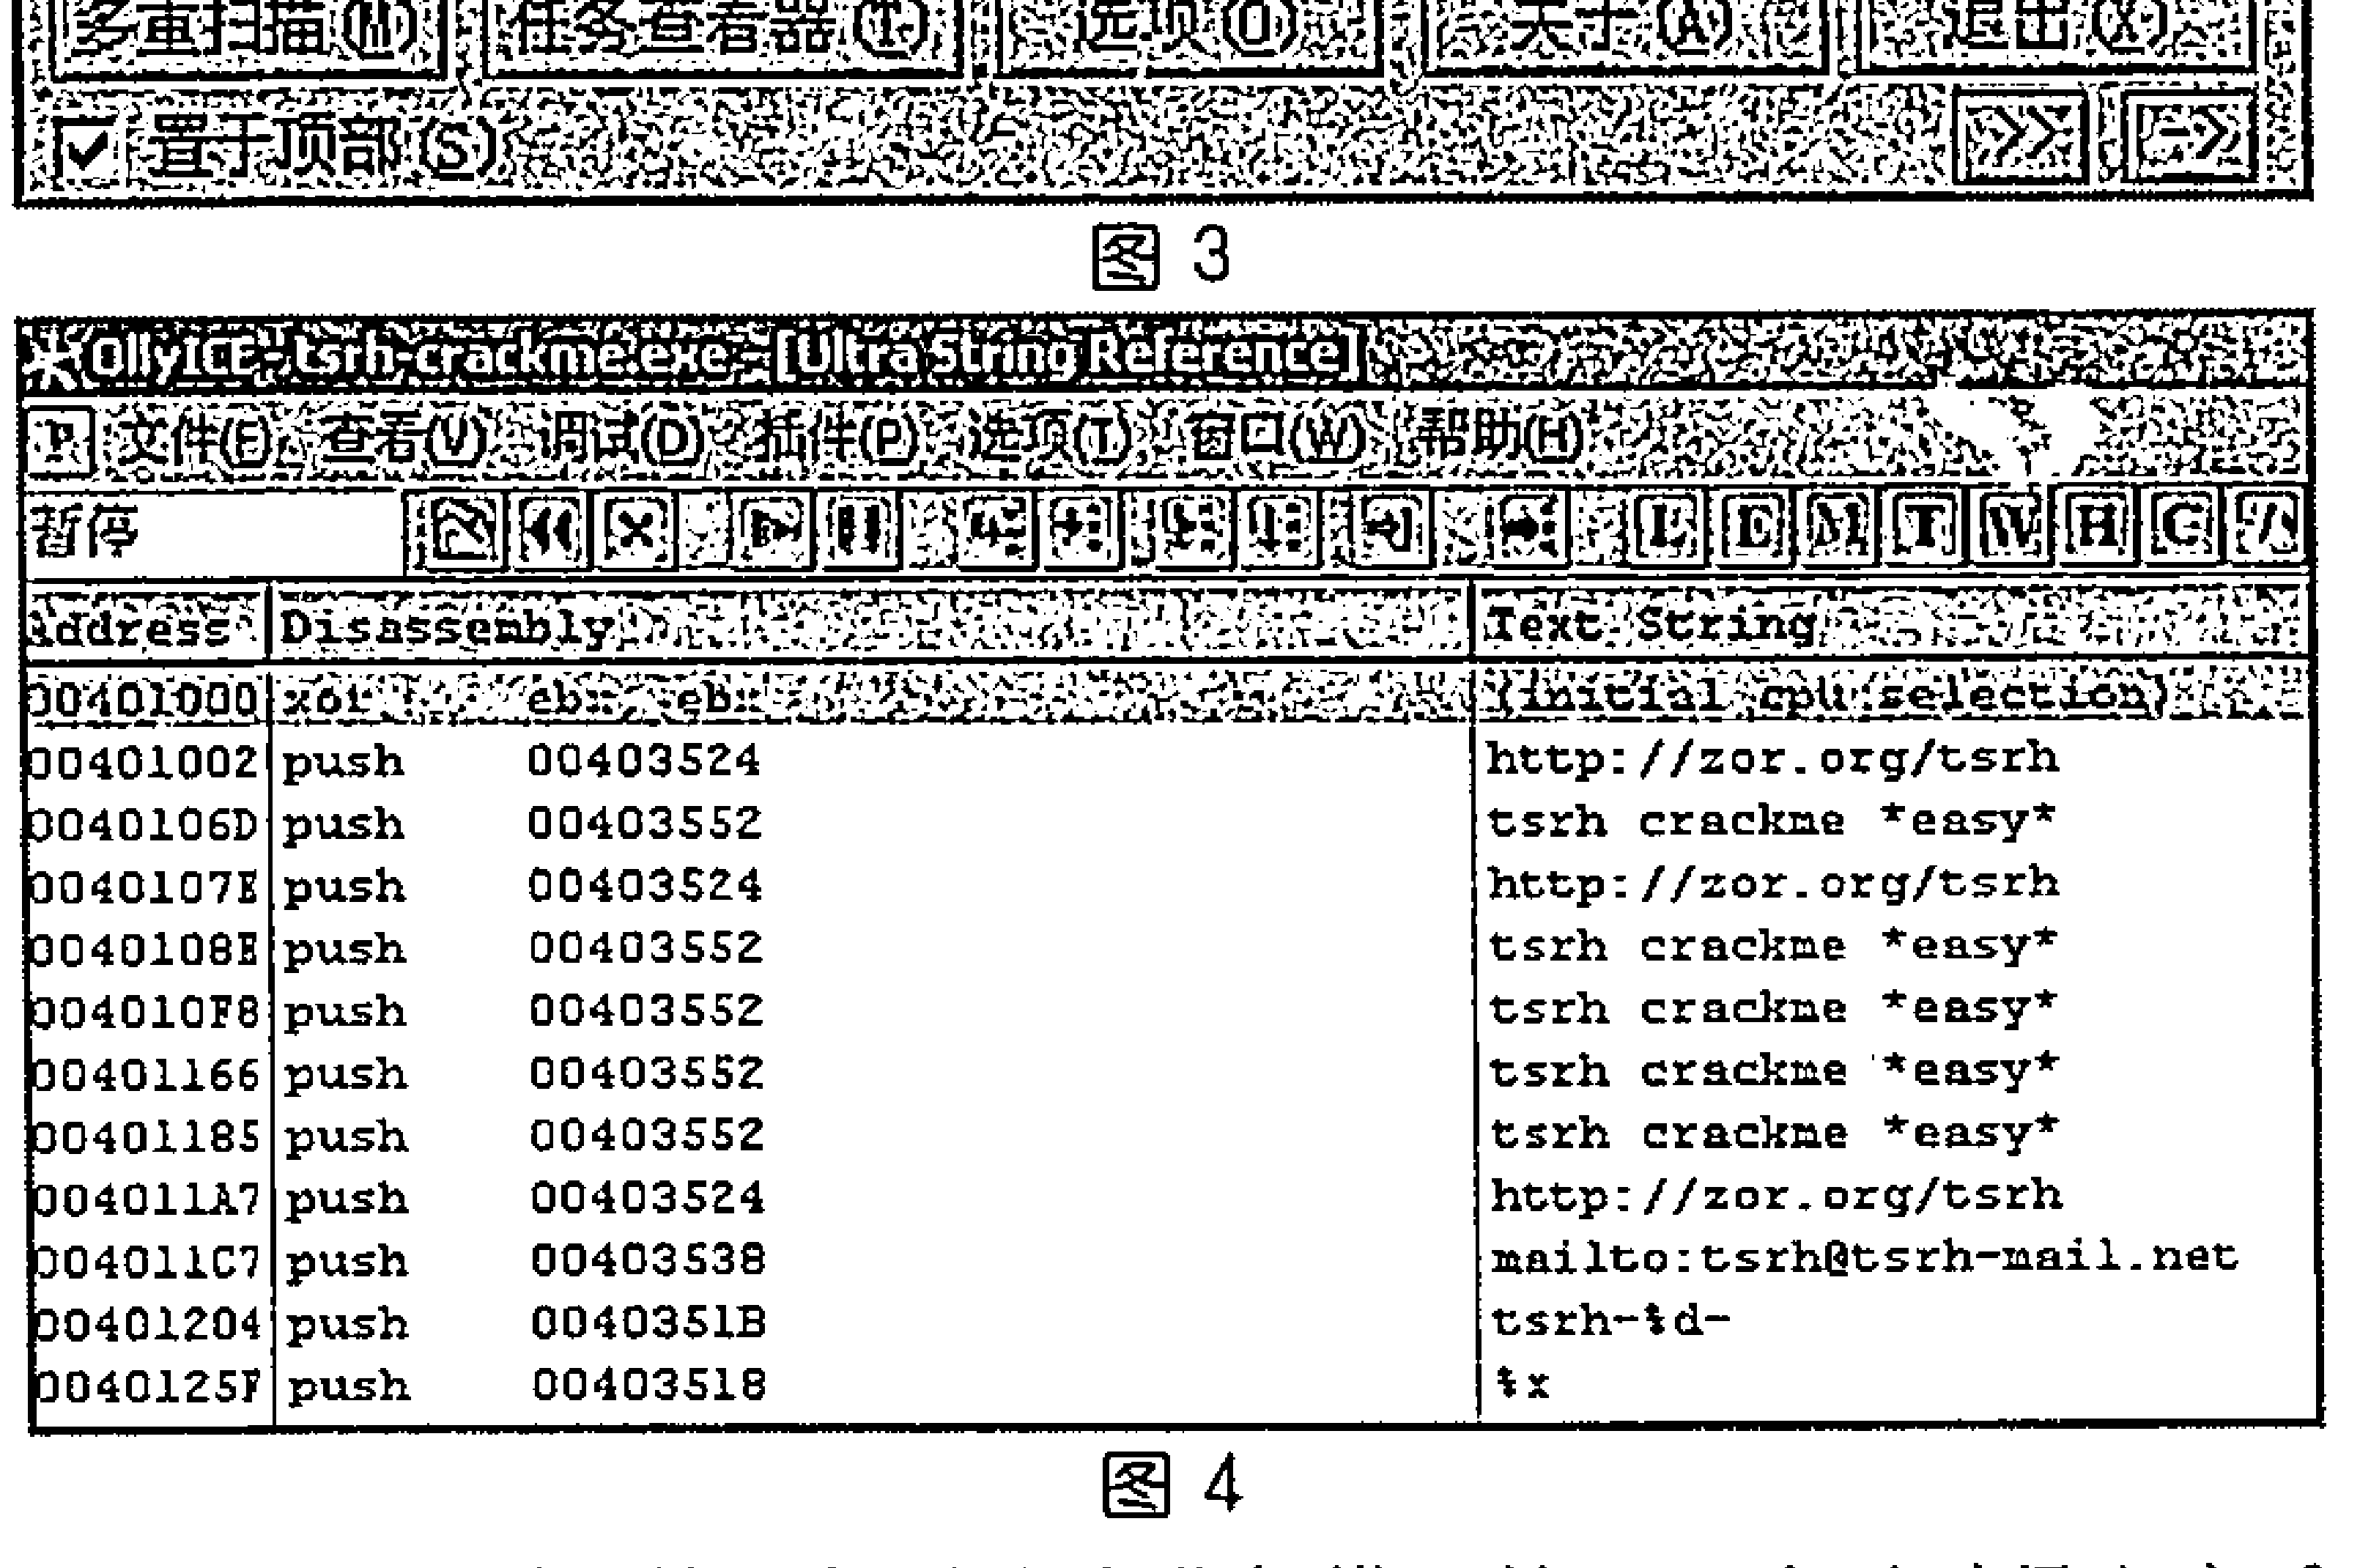 多重扫描(M) 任务查看器(T) 选项(O) 关于(A) 退出(X)
置于顶部(S) >> ->
图 3
OllyICE - tsrh-crackme.exe - [Ultra String Reference]
文件(F) 查看(V) 调试(D) 插件(P) 选项(T) 窗口(W) 帮助(H)
暂停 L E M T W H C /
Address Disassembly Text String
00401000 xor ebx, ebx (initial cpu selection)
00401002 push 00403524 http://zor.org/tsrh
0040106D push 00403552 tsrh crackme *easy*
0040107E push 00403524 http://zor.org/tsrh
0040108E push 00403552 tsrh crackme *easy*
004010F8 push 00403552 tsrh crackme *easy*
00401166 push 00403552 tsrh crackme *easy*
00401185 push 00403552 tsrh crackme *easy*
004011A7 push 00403524 http://zor.org/tsrh
004011C7 push 00403538 mailto:tsrh@tsrh-mail.net
00401204 push 0040351B tsrh-%d-
0040125F push 00403518 %x
图 4